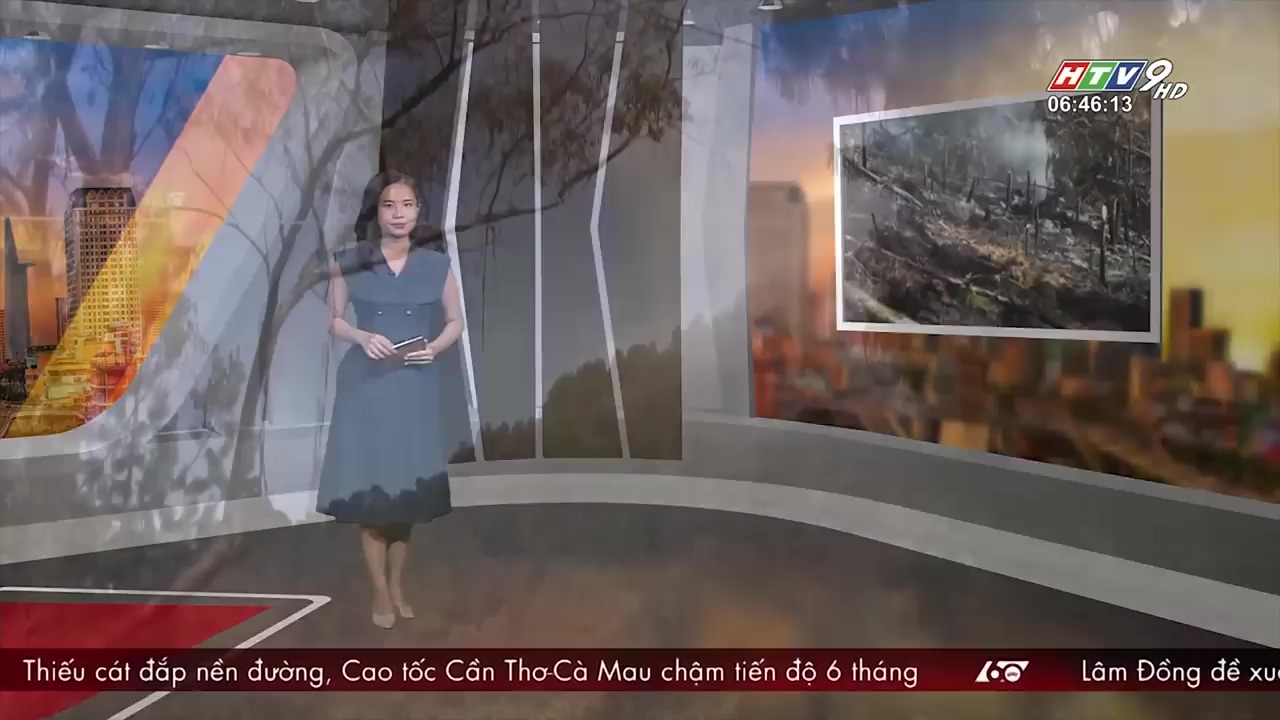 HTV9 HD
06:46:13
Thiếu cát đắp nền đường, Cao tốc Cần Thơ-Cà Mau chậm tiến độ 6 tháng 60 Lâm Đồng đề